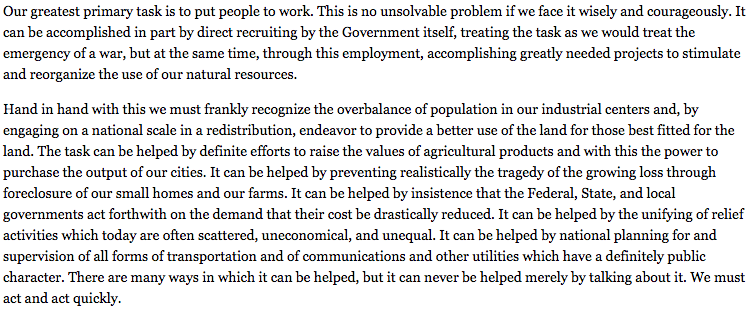 Our greatest primary task is to put people to work. This is no unsolvable problem if we face it wisely and courageously. It
can be accomplished in part by direct recruiting by the Government itself, treating the task as we would treat the
emergency of a war, but at the same time, through this employment, accomplishing greatly needed projects to stimulate
and reorganize the use of our natural resources.
Hand in hand with this we must frankly recognize the overbalance of population in our industrial centers and, by
engaging on a national scale in a redistribution, endeavor to provide a better use of the land for those best fitted for the
land. The task can be helped by definite efforts to raise the values of agricultural products and with this the power to
purchase the output of our cities. It can be helped by preventing realistically the tragedy of the growing loss through
foreclosure of our small homes and our farms. It can be helped by insistence that the Federal, State, and local
governments act forthwith on the demand that their cost be drastically reduced. It can be helped by the unifying of relief
activities which today are often scattered, uneconomical, and unequal. It can be helped by national planning for and
supervision of all forms of transportation and of communications and other utilities which have a definitely public
character. There are many ways in which it can be helped, but it can never be helped merely by talking about it. We must
act and act quickly.